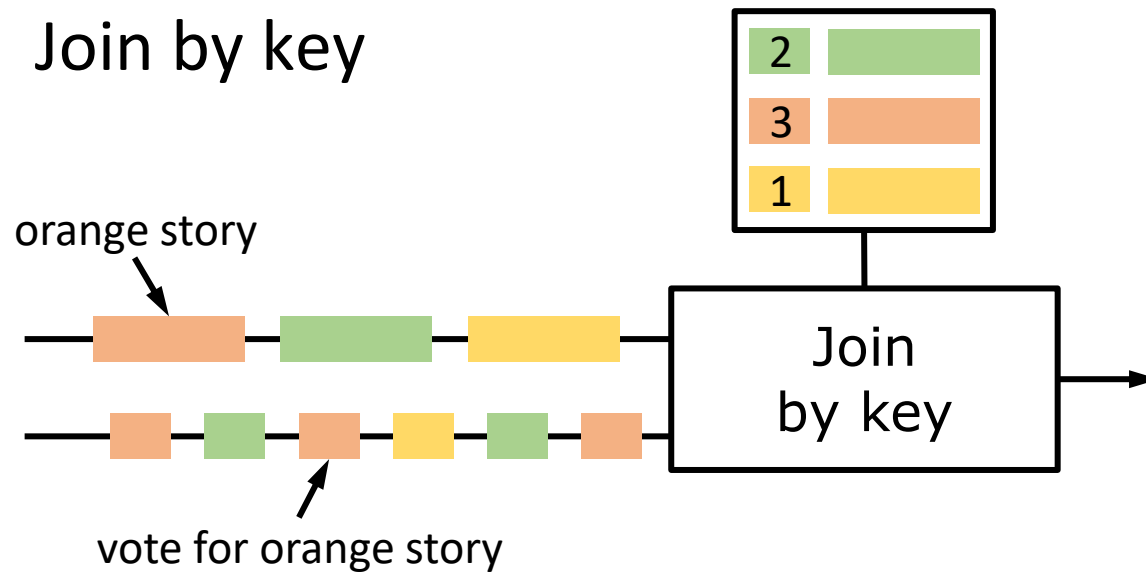 Join by key
2
3
1
orange story
Join
by key
vote for orange story